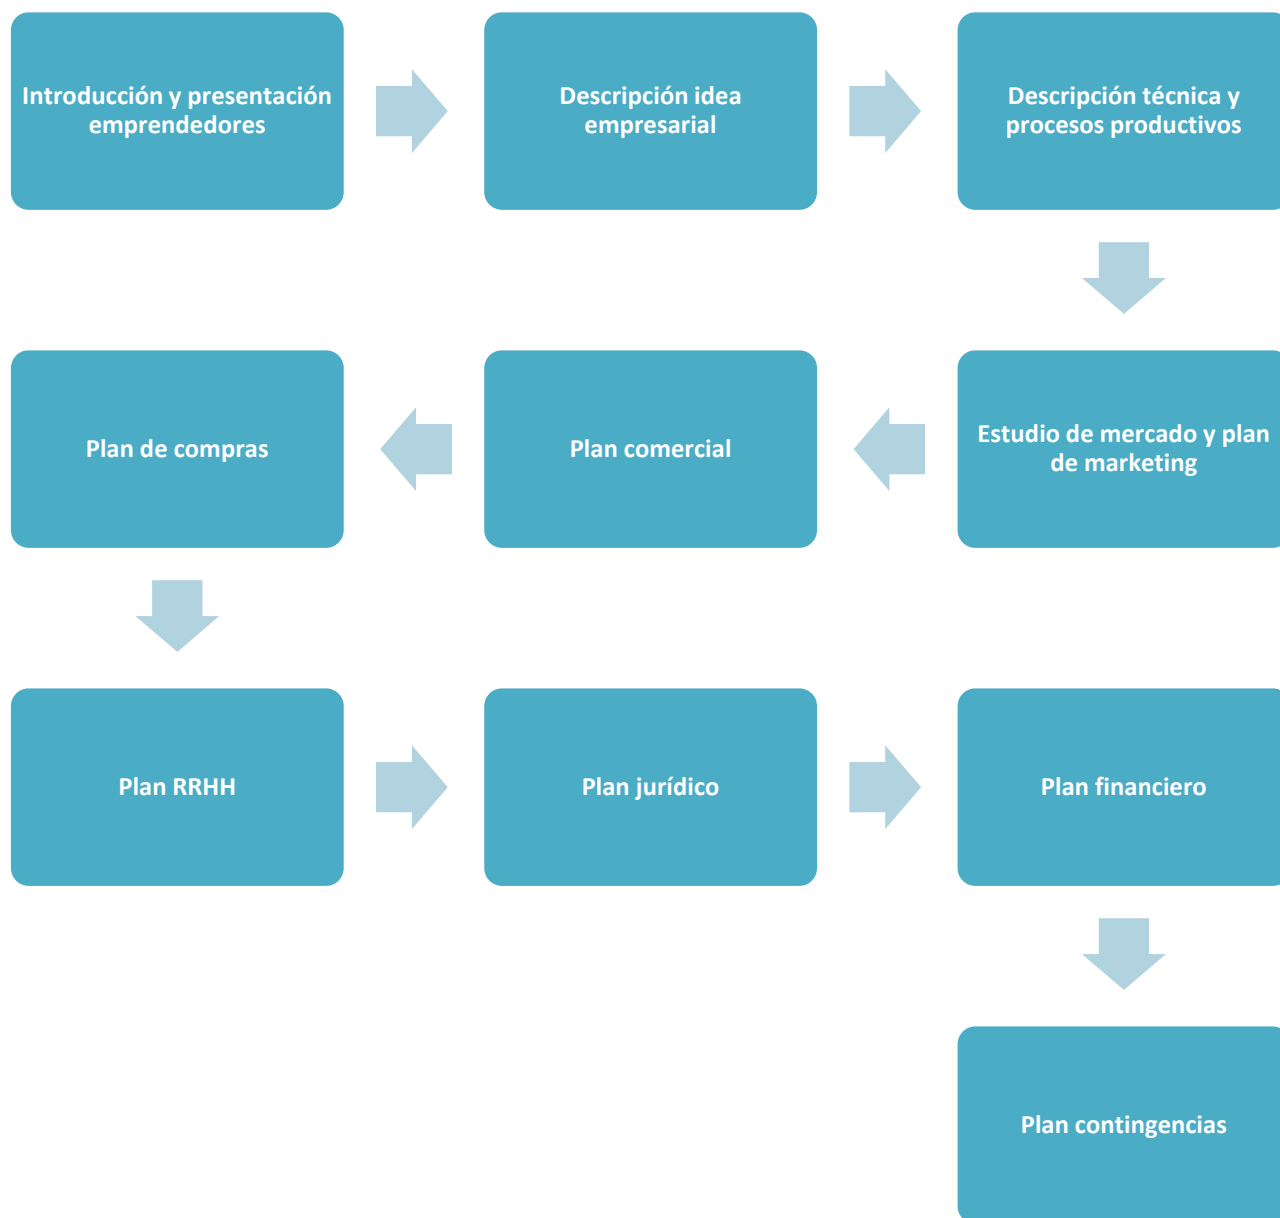 Introducción y presentación
emprendedores
Descripción idea
empresarial
Descripción técnica y
procesos productivos
Estudio de mercado y plan
de marketing
Plan comercial
Plan de compras
Plan RRHH
Plan jurídico
Plan financiero
Plan contingencias